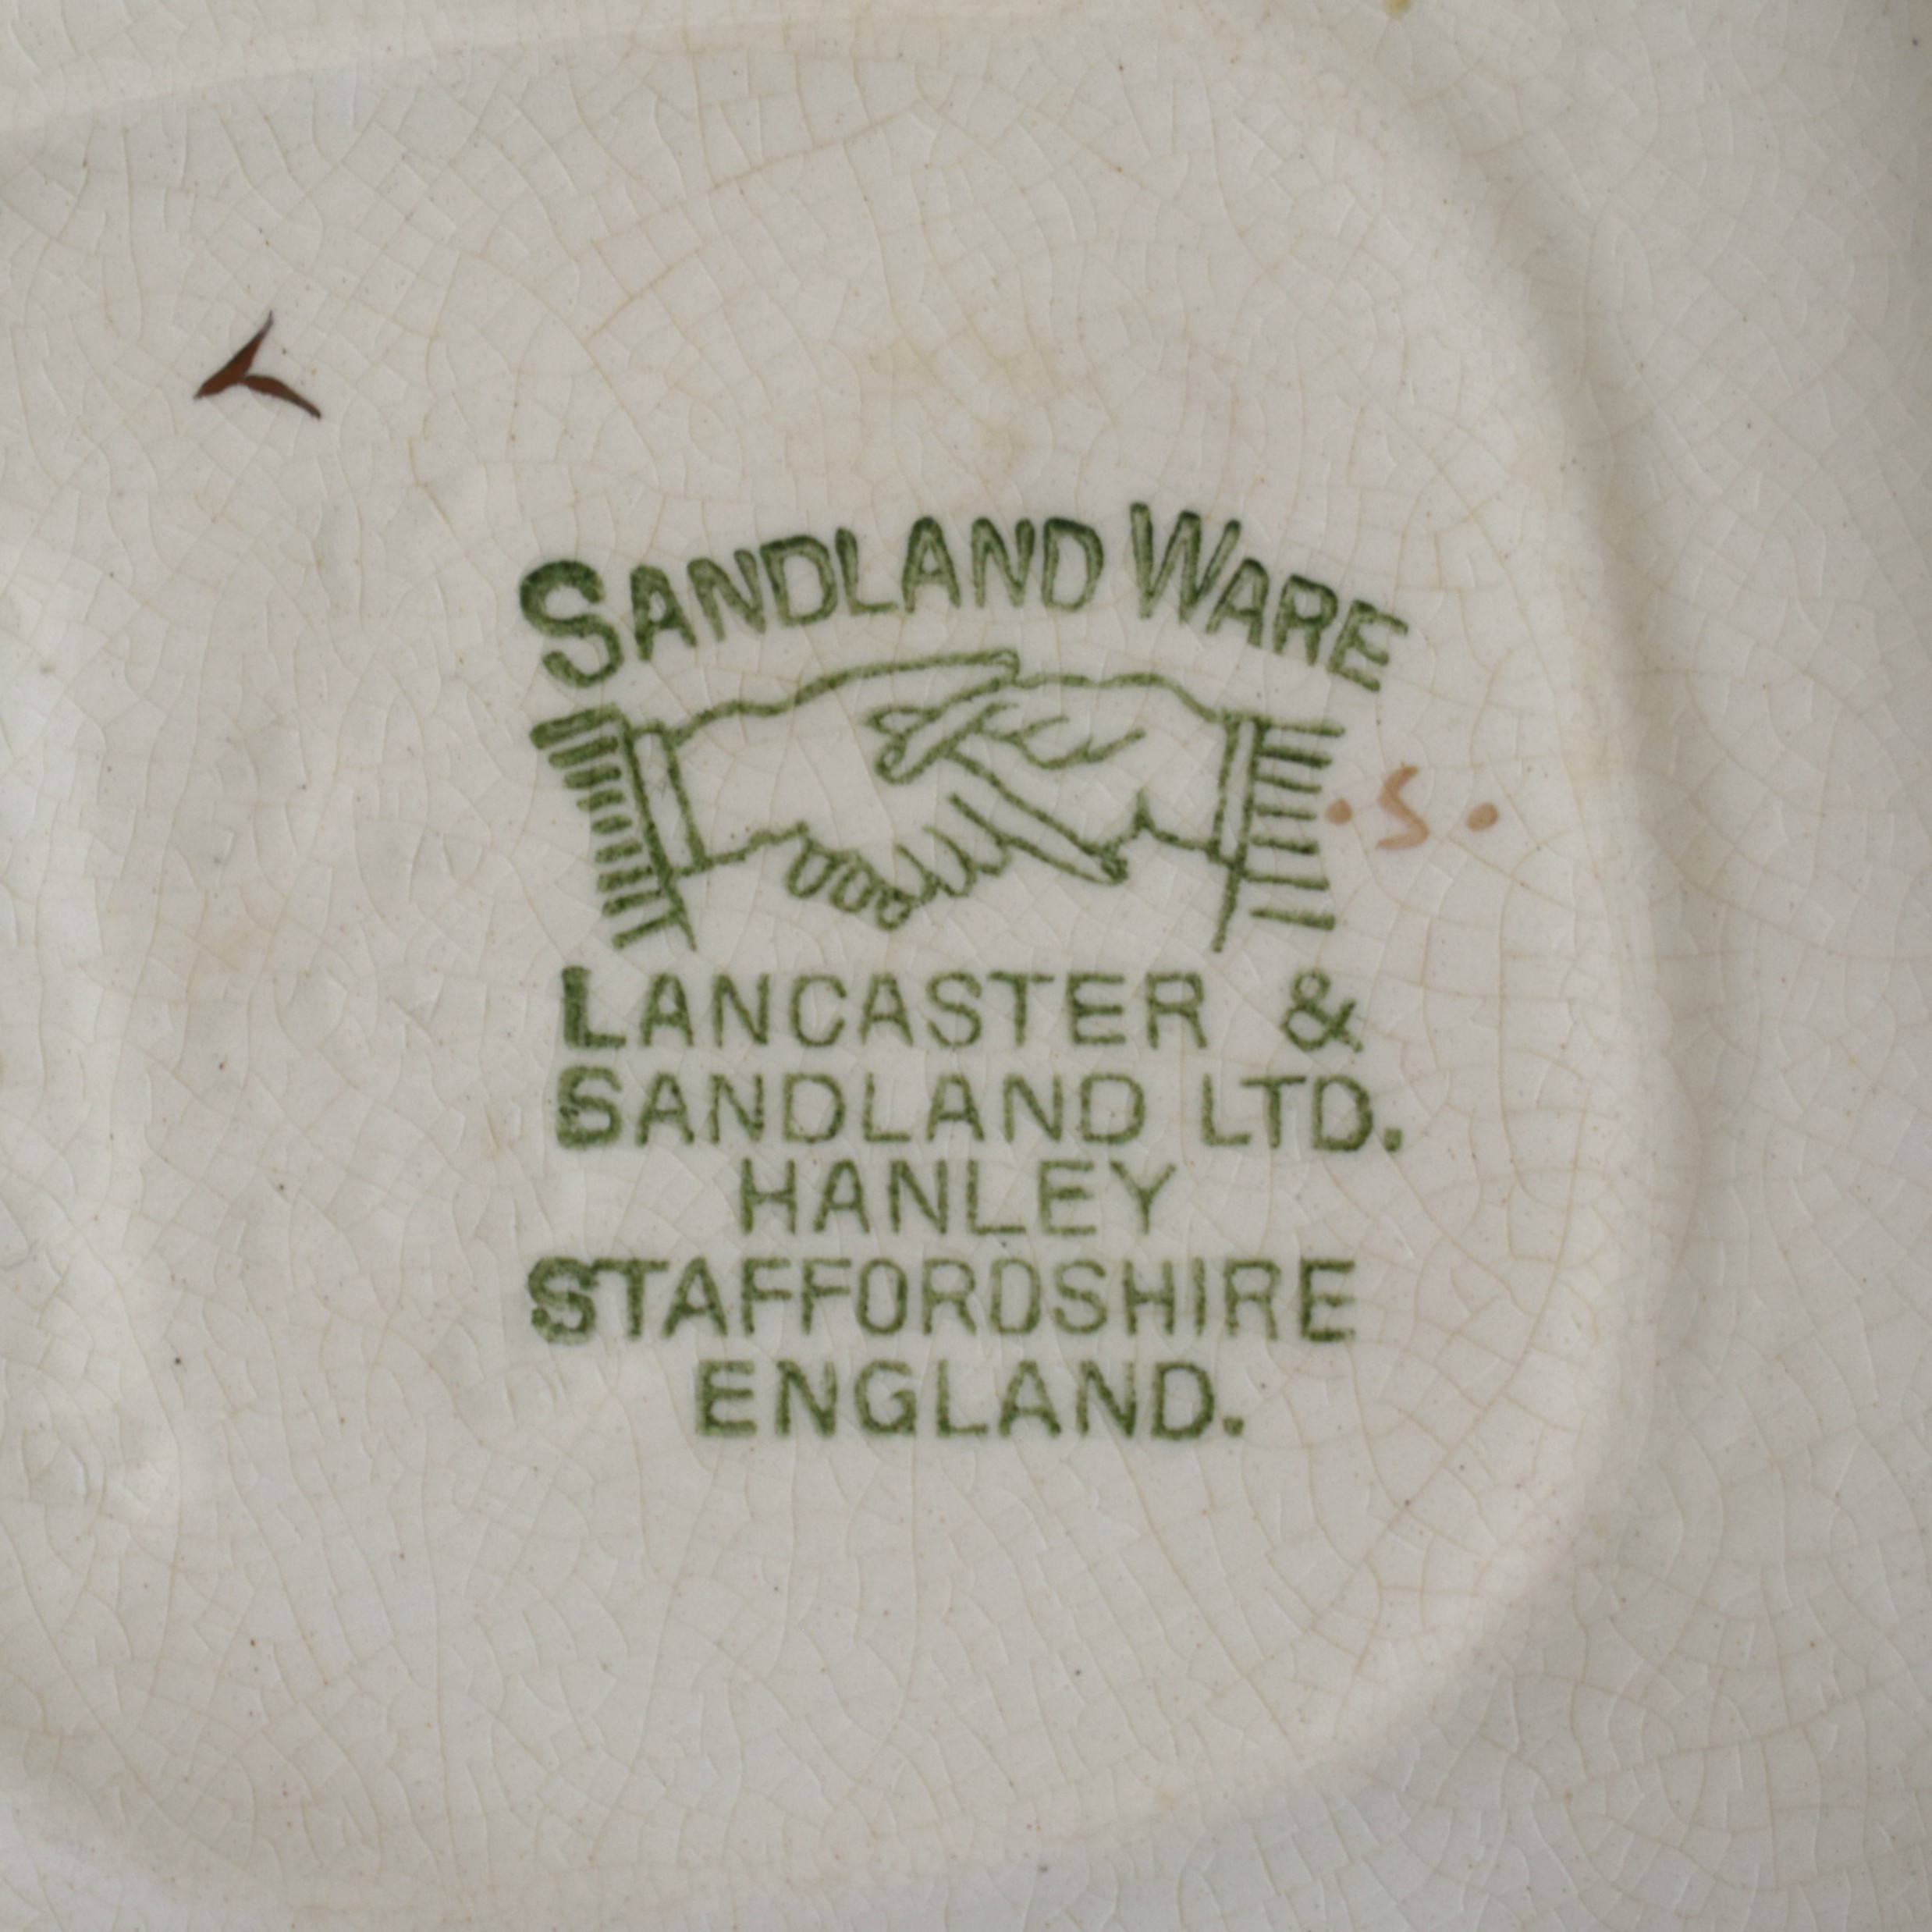 SANDLAND WARE
.S.
LANCASTER &
SANDLAND LTD.
HANLEY
STAFFORDSHIRE
ENGLAND.